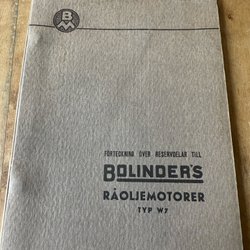 BM
FÖRTECKNING ÖVER RESERVDELAR TILL
BOLINDER'S
RÅOLJEMOTORER
TYP W7